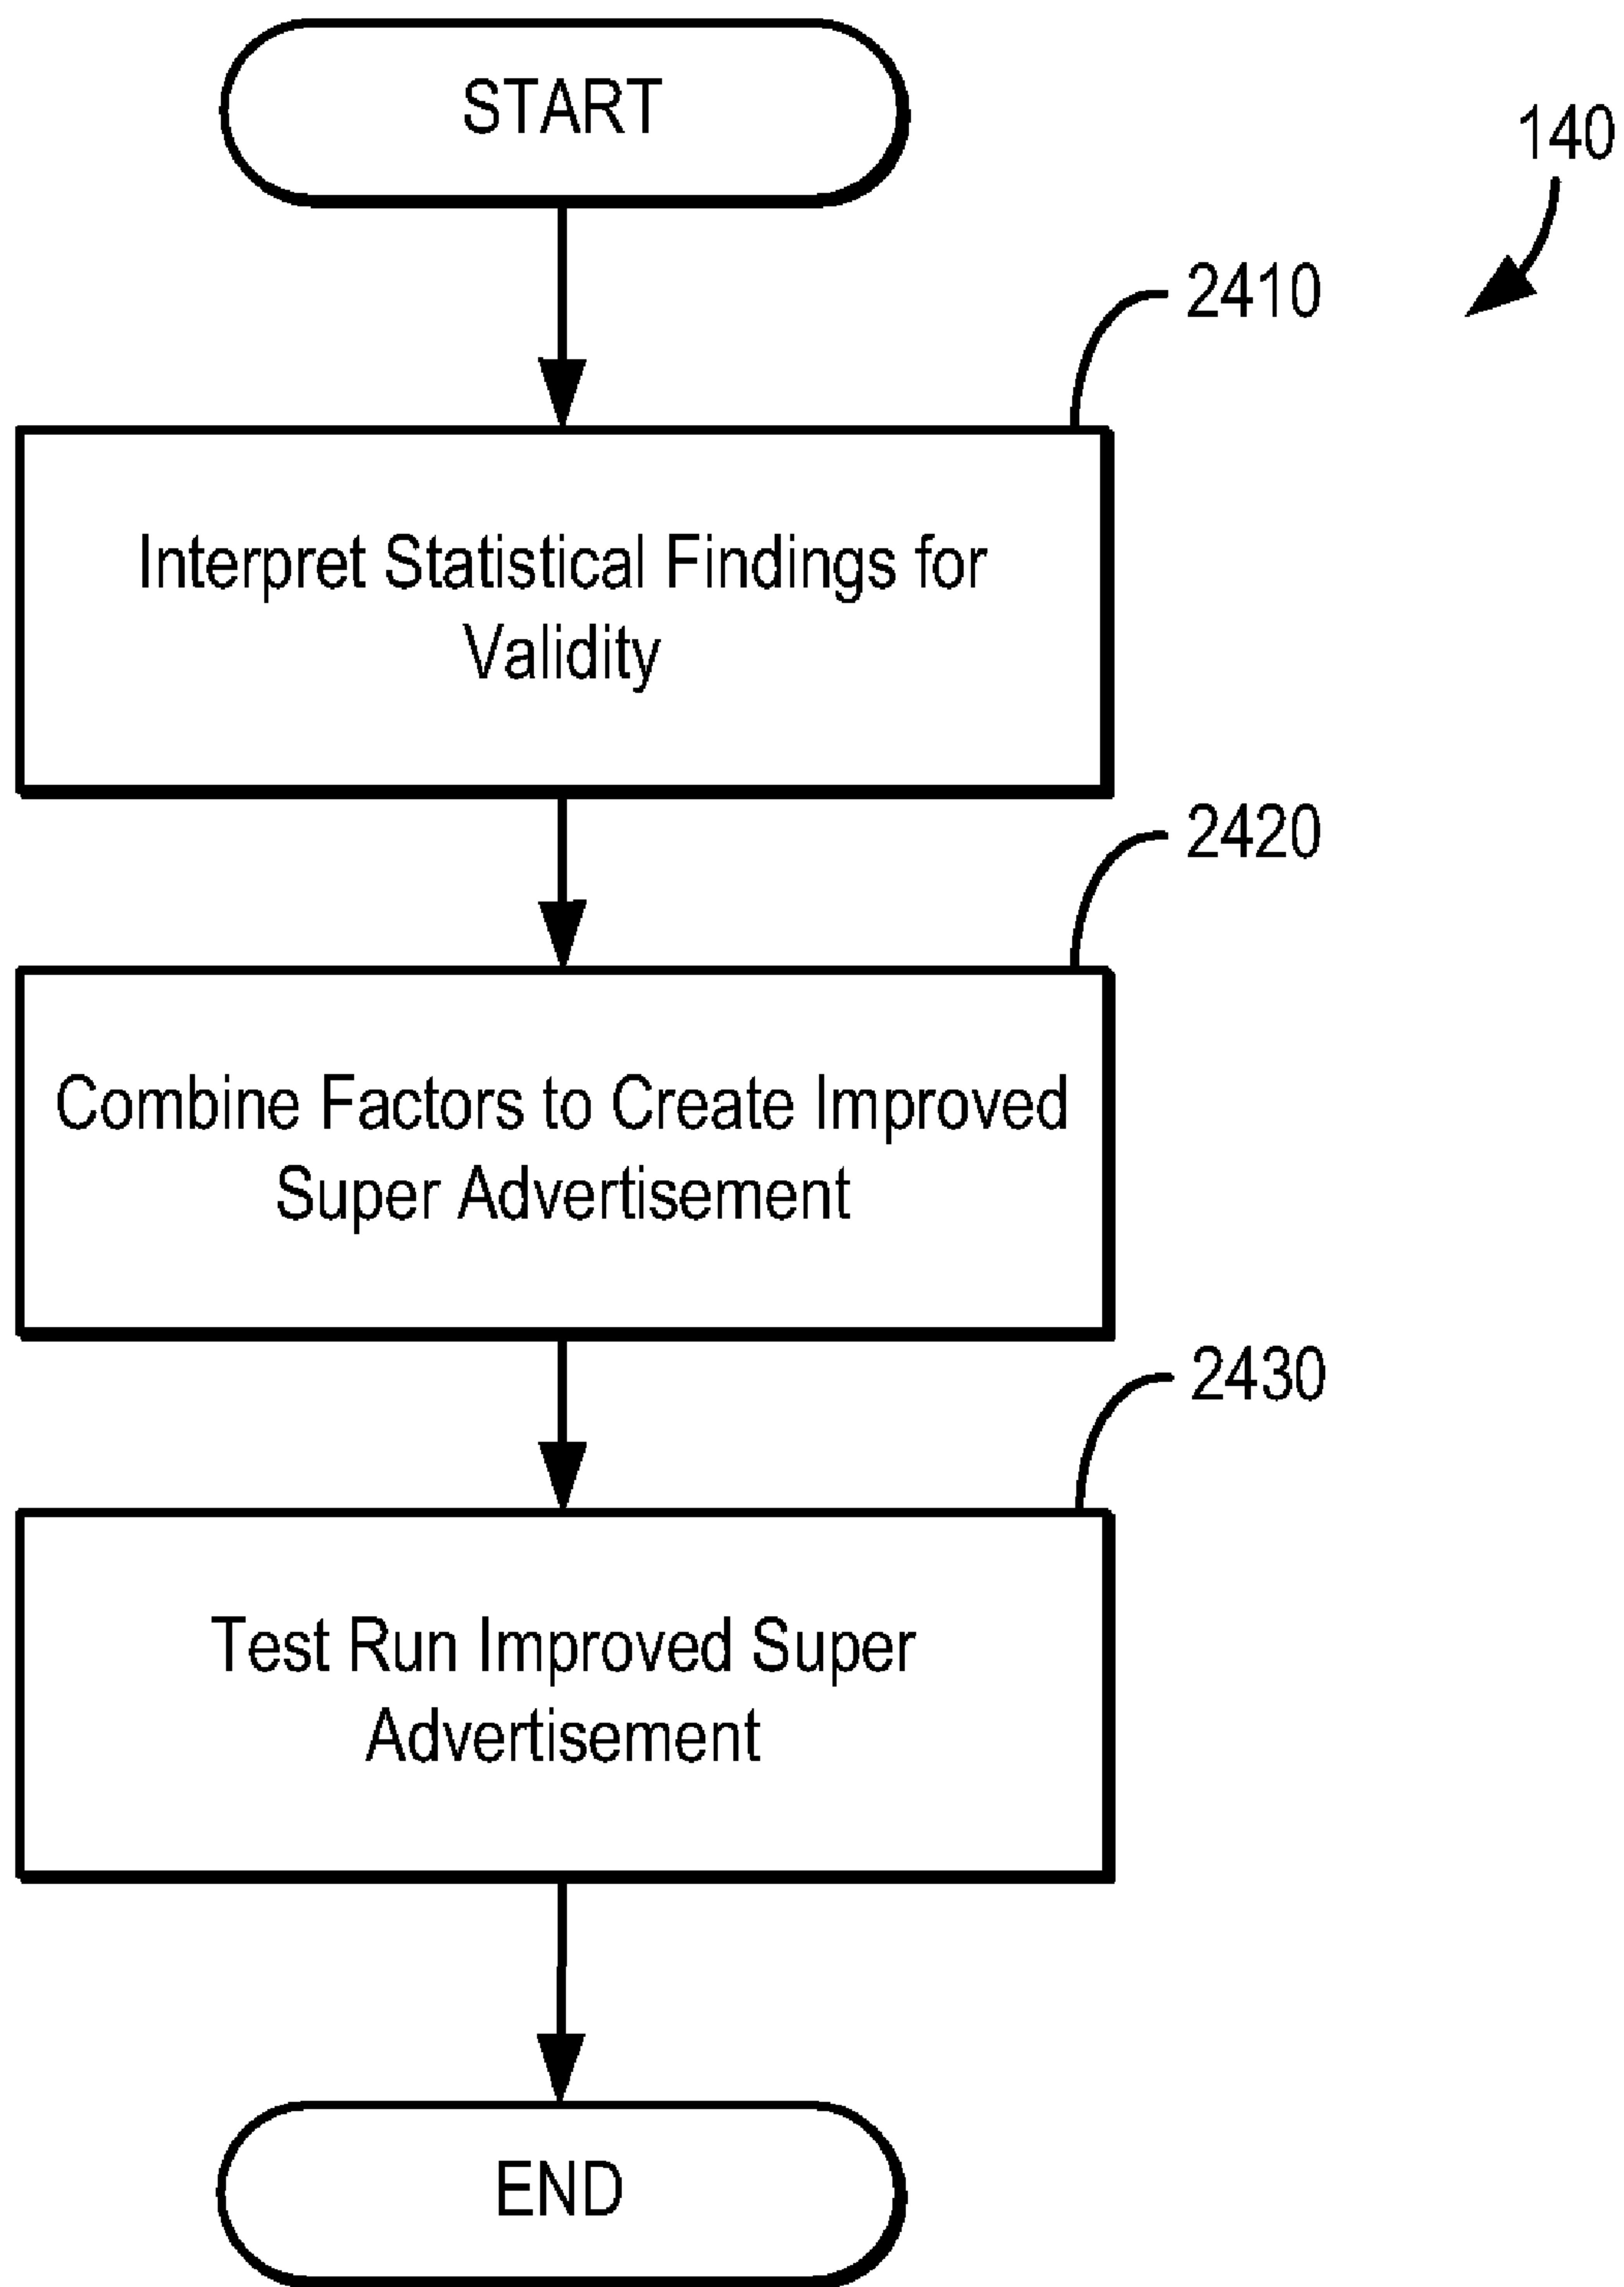 START
140
2410
Interpret Statistical Findings for
Validity
2420
Combine Factors to Create Improved
Super Advertisement
2430
Test Run Improved Super
Advertisement
END